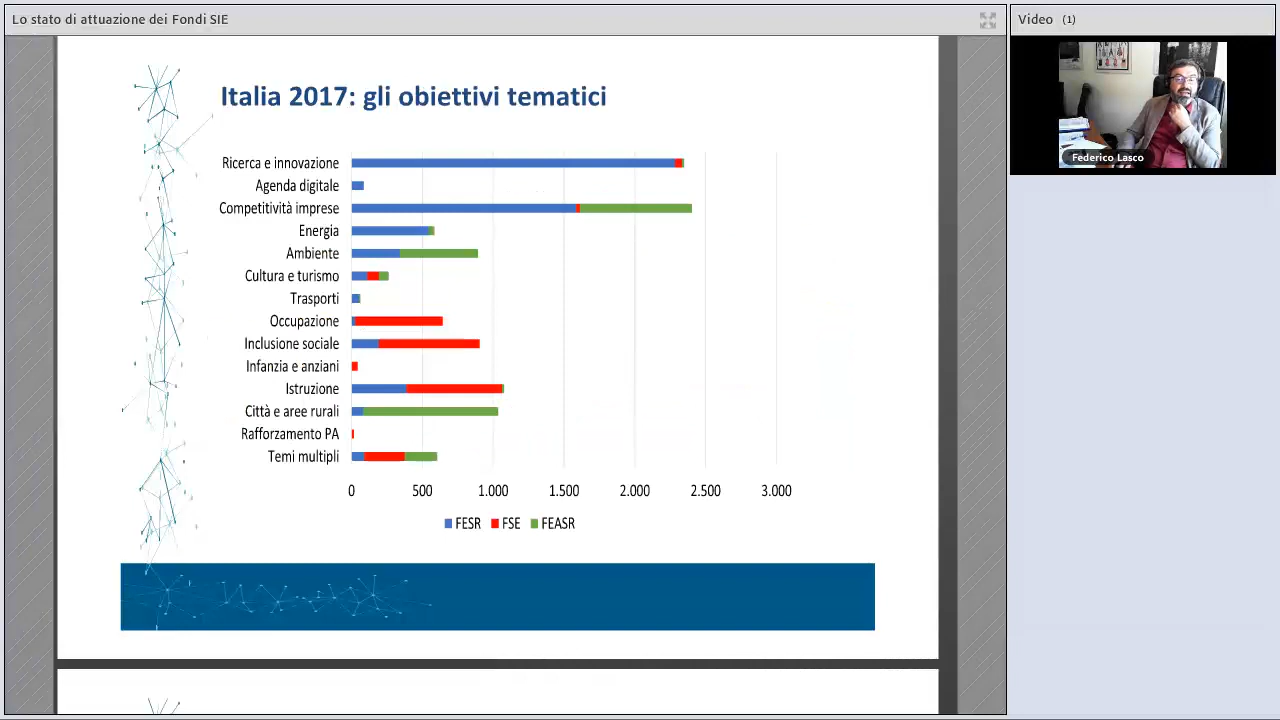 Lo stato di attuazione dei Fondi SIE
Video (1)
Federico Lasco
Italia 2017: gli obiettivi tematici
Ricerca e innovazione
Agenda digitale
Competitività imprese
Energia
Ambiente
Cultura e turismo
Trasporti
Occupazione
Inclusione sociale
Infanzia e anziani
Istruzione
Città e aree rurali
Rafforzamento PA
Temi multipli
0 500 1.000 1.500 2.000 2.500 3.000
FESR FSE FEASR